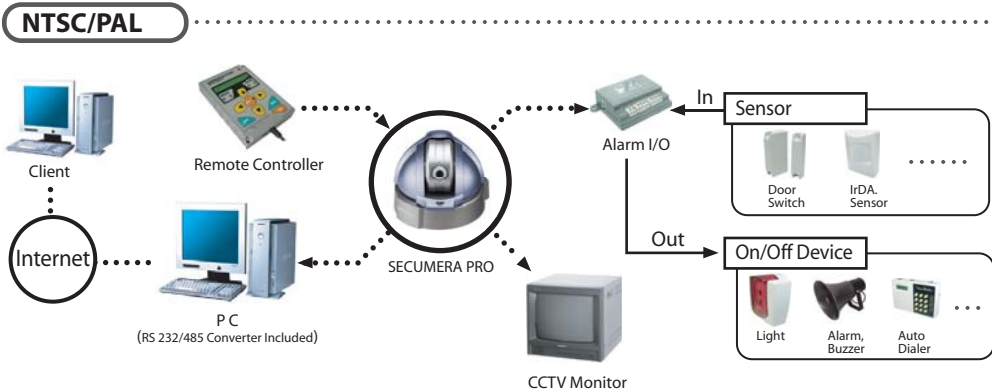 NTSC/PAL
Client
Remote Controller
SECUMERA PRO
Internet
P C
(RS 232/485 Converter Included)
CCTV Monitor
Alarm I/O
In
Sensor
Door
Switch
IrDA.
Sensor
......
Out
On/Off Device
Light
Alarm,
Buzzer
Auto
Dialer
...